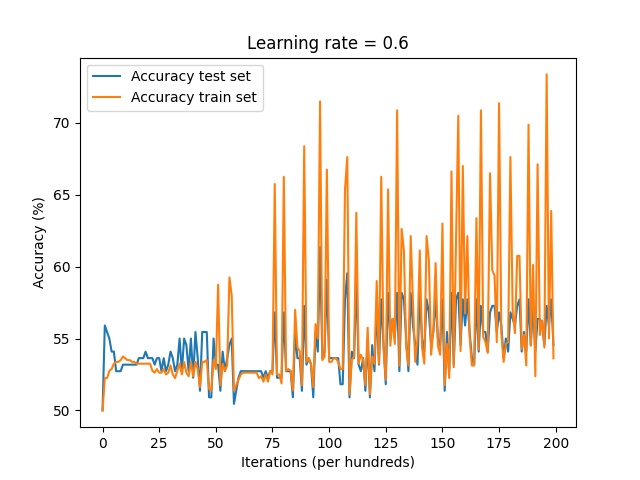 Learning rate = 0.6
Accuracy test set
Accuracy train set
Accuracy (%)
70
65
60
55
50
0 25 50 75 100 125 150 175 200
Iterations (per hundreds)